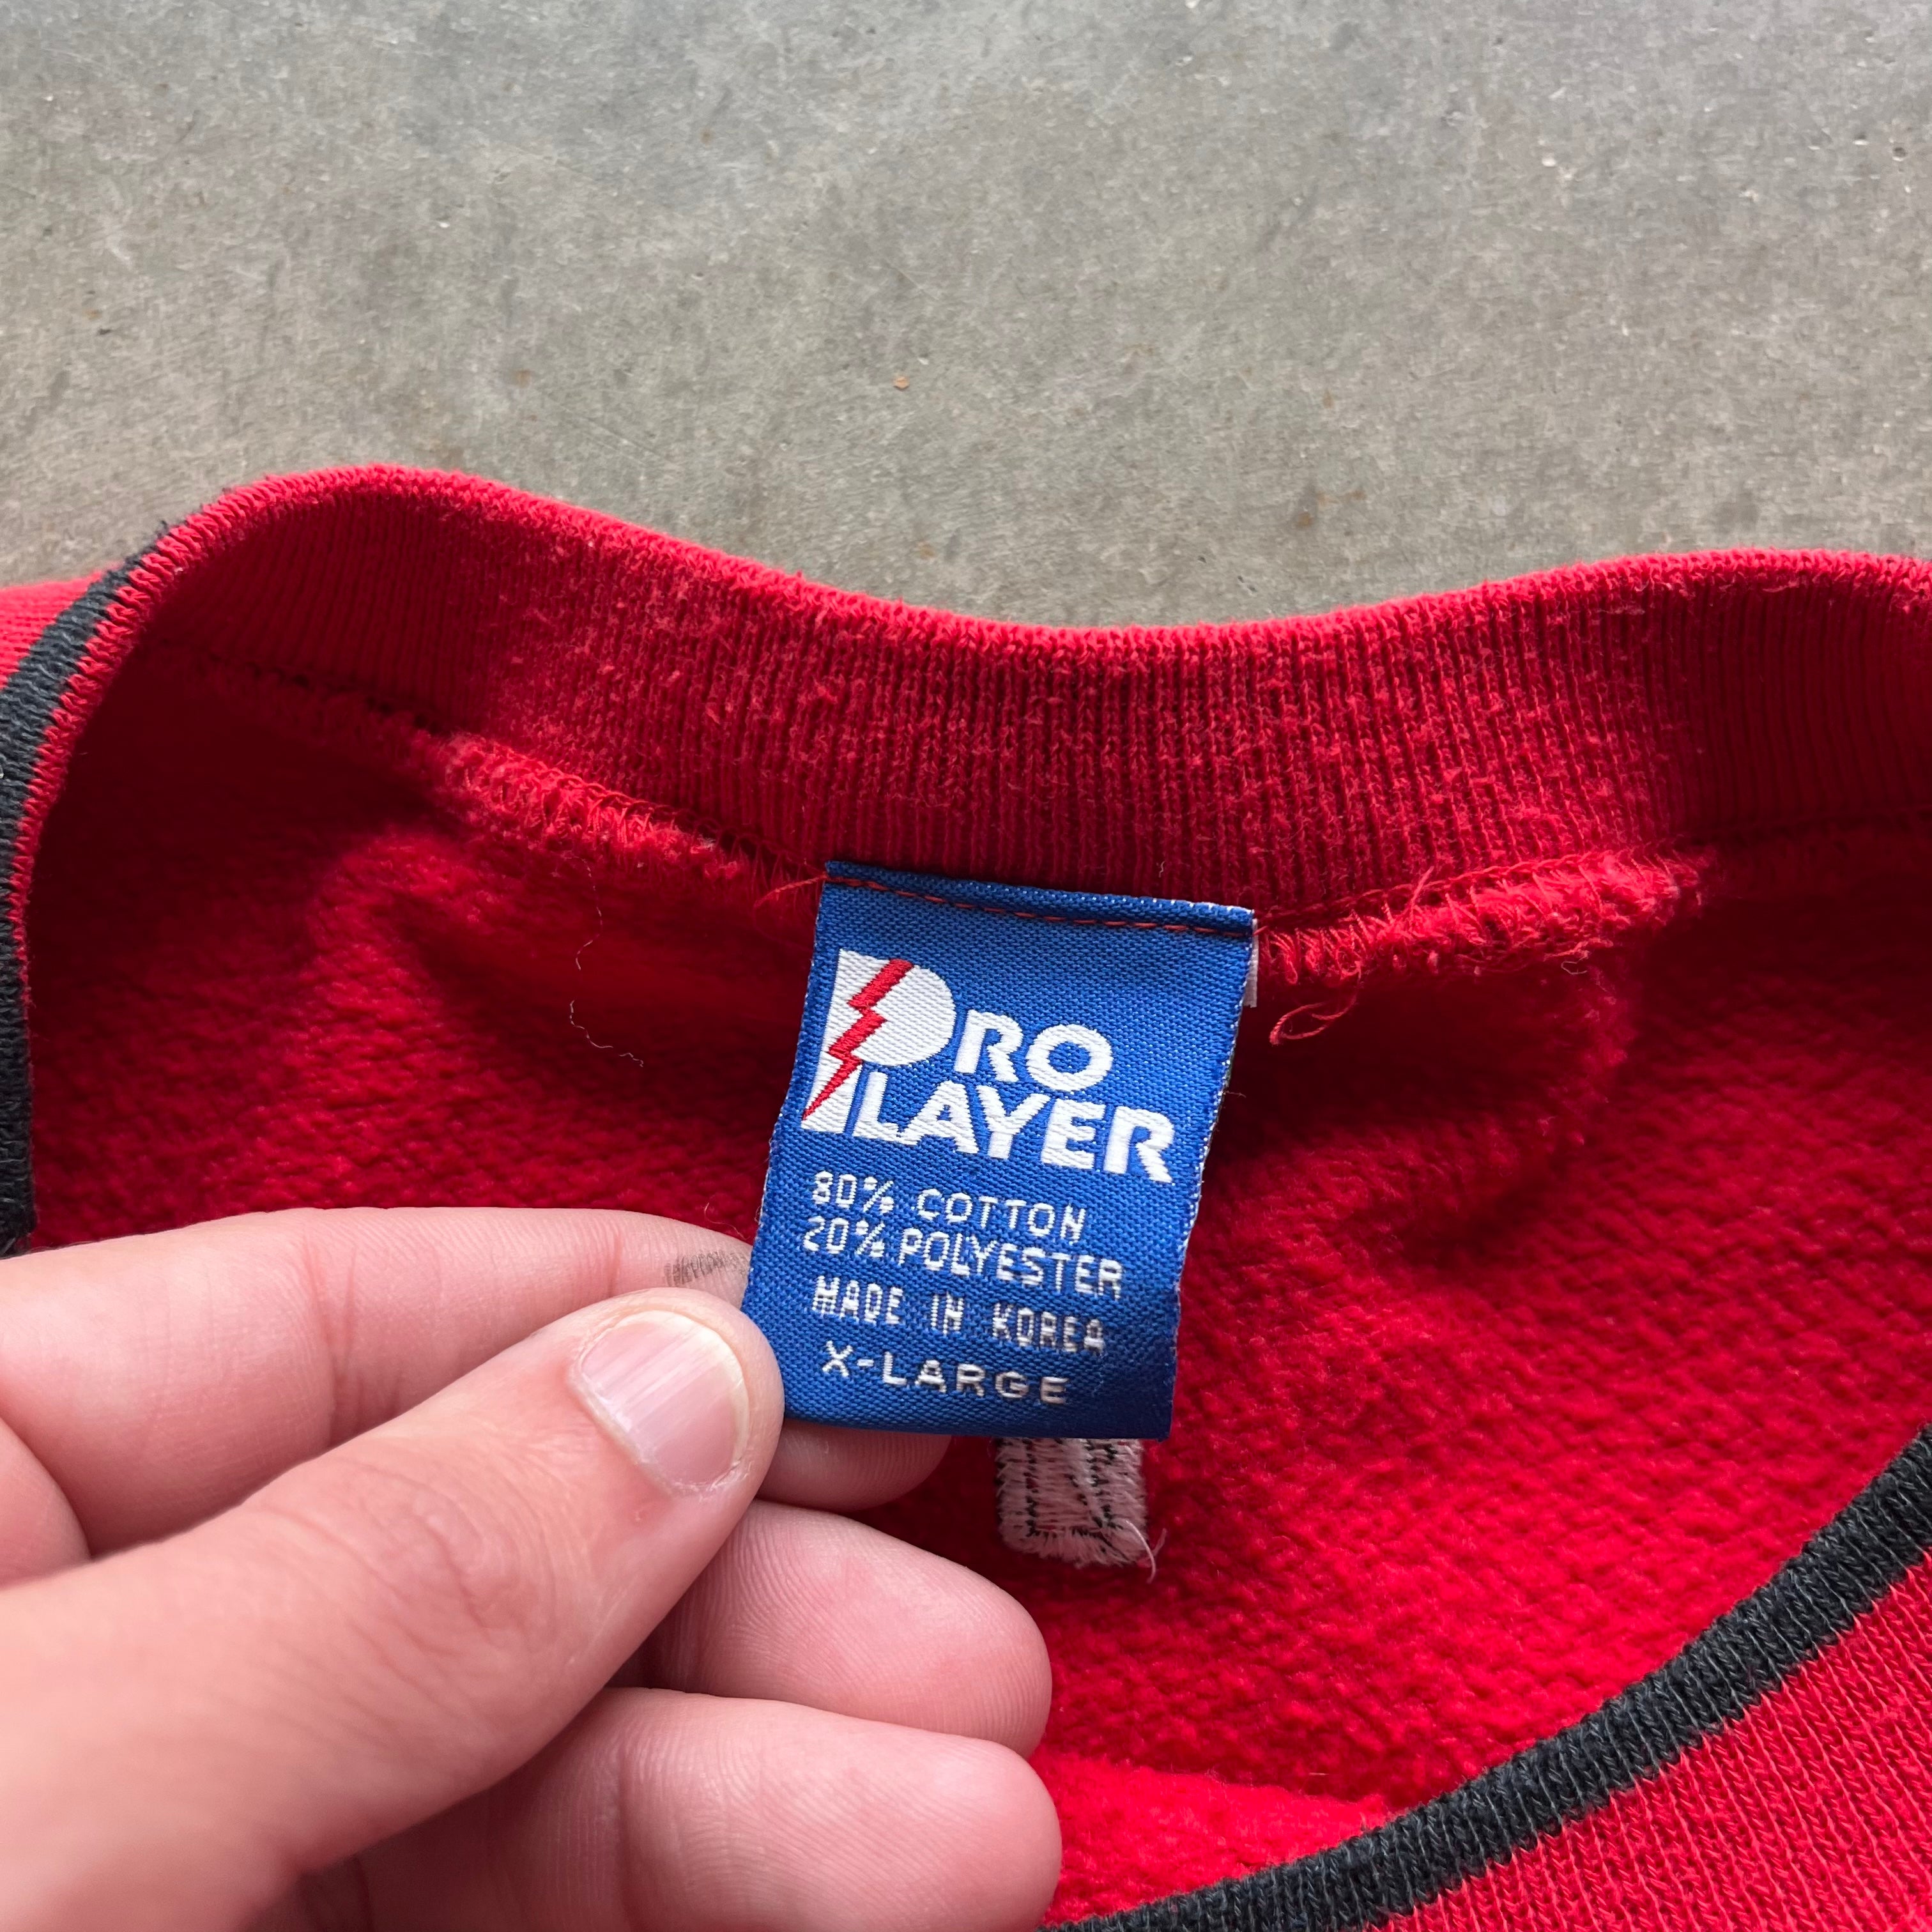 PRO
PLAYER
80% COTTON
20% POLYESTER
MADE IN KOREA
X-LARGE